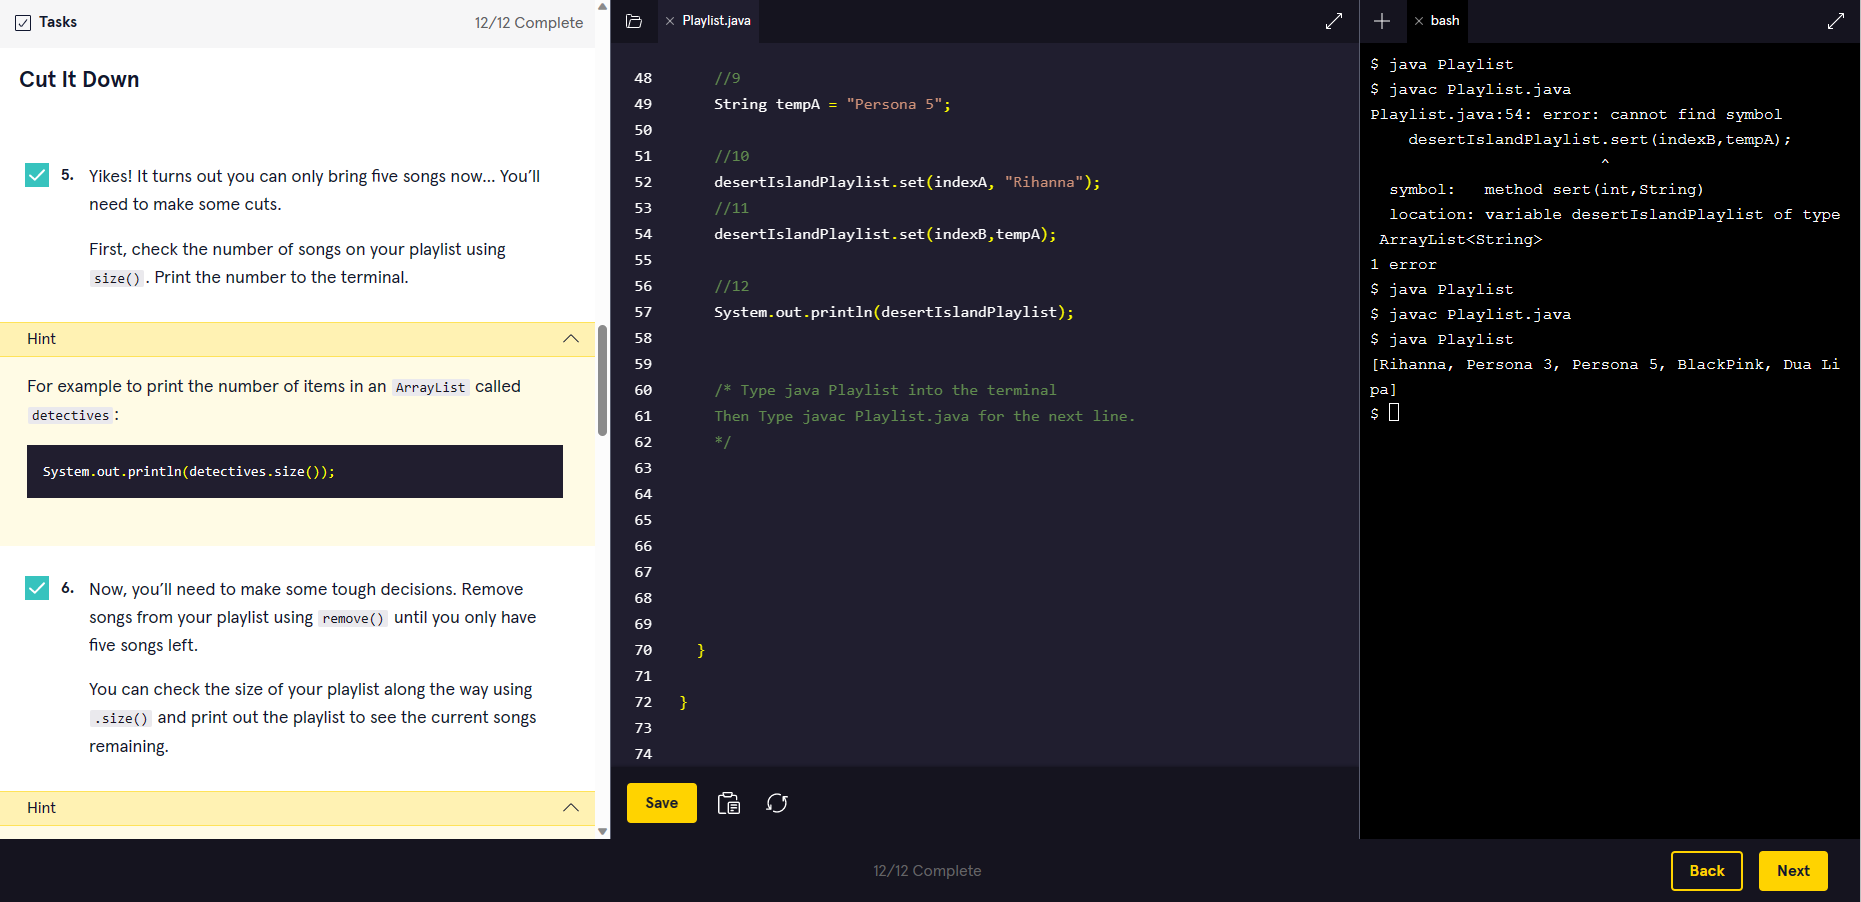 Tasks
12/12 Complete
Cut It Down
5. Yikes! It turns out you can only bring five songs now... You'll
need to make some cuts.
First, check the number of songs on your playlist using
size() . Print the number to the terminal.
Hint
For example to print the number of items in an ArrayList called
detectives :
System.out.println(detectives.size());
6. Now, you'll need to make some tough decisions. Remove
songs from your playlist using remove() until you only have
five songs left.
You can check the size of your playlist along the way using
.size() and print out the playlist to see the current songs
remaining.
Hint
Playlist.java
48 //9
49 String tempA = "Persona 5";
50
51 //10
52 desertIslandPlaylist.set(indexA, "Rihanna");
53 //11
54 desertIslandPlaylist.set(indexB,tempA);
55
56 //12
57 System.out.println(desertIslandPlaylist);
58
59
60 /* Type java Playlist into the terminal
61 Then Type javac Playlist.java for the next line.
62 */
63
64
65
66
67
68
69
70 }
71
72 }
73
74
Save
bash
$ java Playlist
$ javac Playlist.java
Playlist.java:54: error: cannot find symbol
desertIslandPlaylist.sert(indexB,tempA);
^
symbol: method sert(int,String)
location: variable desertIslandPlaylist of type
ArrayList<String>
1 error
$ java Playlist
$ javac Playlist.java
$ java Playlist
[Rihanna, Persona 3, Persona 5, BlackPink, Dua Li
pa]
$
12/12 Complete
Back
Next